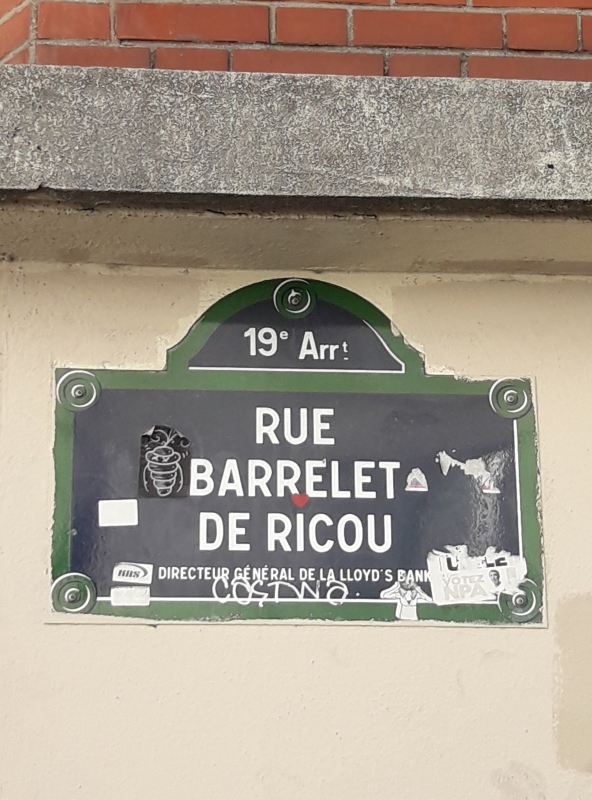 19e Arrt
RUE
BARRELET
DE RICOU
DIRECTEUR GÉNÉRAL DE LA LLOYD'S BANK
VOTEZ
NPA